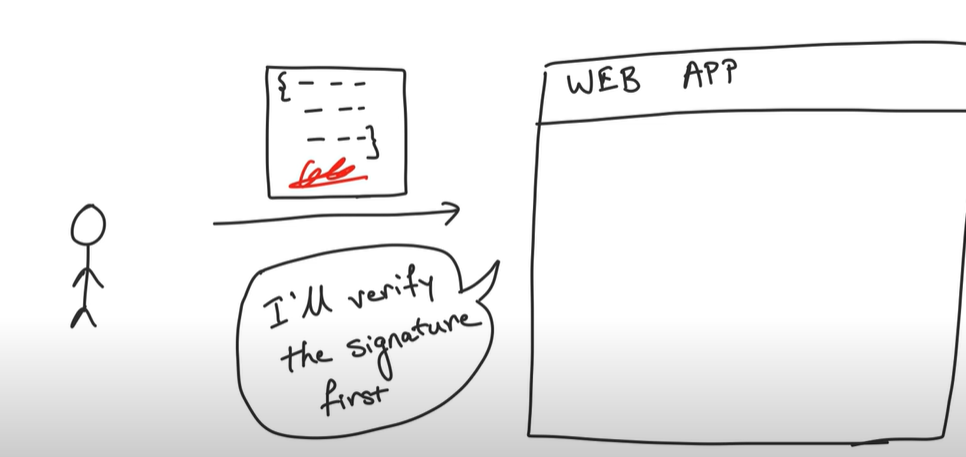 { - - -
- - -
- - - }
WEB APP
I'll verify
the signature
first